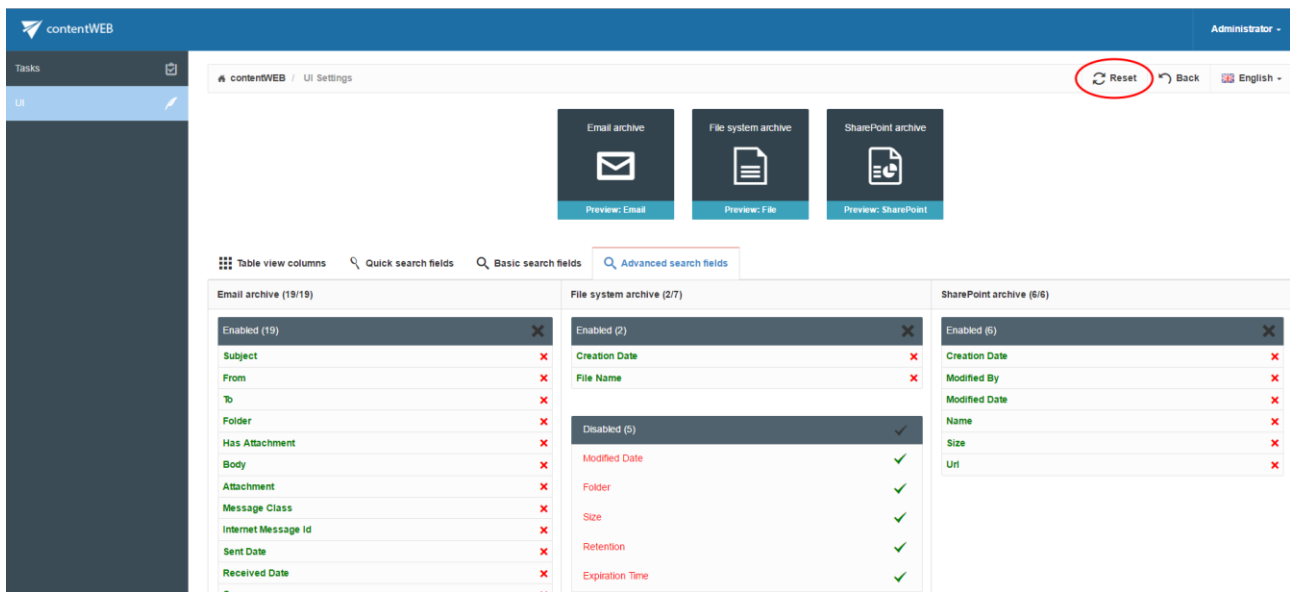 contentWEB
Administrator
Tasks
UI
contentWEB / UI Settings
Reset
Back
English
Email archive
File system archive
SharePoint archive
Preview: Email
Preview: File
Preview: SharePoint
Table view columns
Quick search fields
Basic search fields
Advanced search fields
Email archive (19/19)
Enabled (19)
Subject
From
To
Folder
Has Attachment
Body
Attachment
Message Class
Internet Message Id
Sent Date
Received Date
File system archive (2/7)
Enabled (2)
Creation Date
File Name
Disabled (5)
Modified Date
Folder
Size
Retention
Expiration Time
SharePoint archive (6/6)
Enabled (6)
Creation Date
Modified By
Modified Date
Name
Size
Url